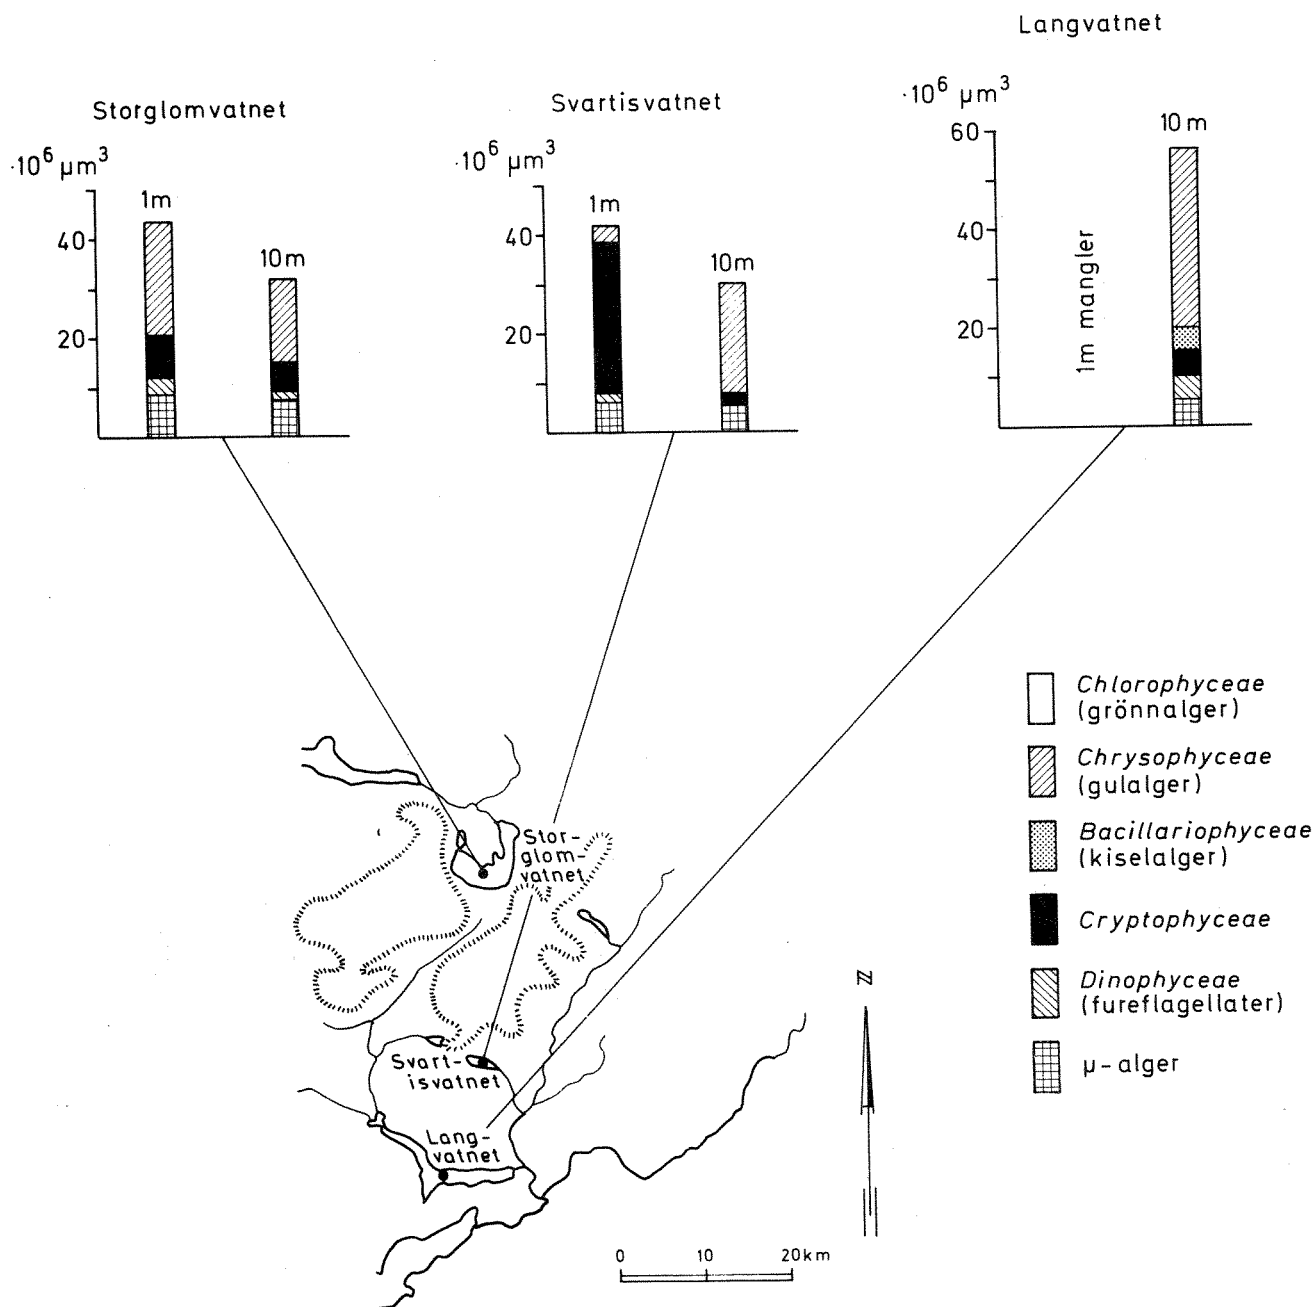 Langvatnet
Storglomvatnet
Svartisvatnet
·10⁶ µm³
1m
10m
40
20
·10⁶ µm³
1m
10m
40
20
·10⁶ µm³
60
10m
40
20
1m mangler
Chlorophyceae
(grönnalger)
Chrysophyceae
(gulalger)
Bacillariophyceae
(kiselalger)
Cryptophyceae
Dinophyceae
(fureflagellater)
µ-alger
Stor-
glom-
vatnet
Svart-
isvatnet
Lang-
vatnet
N
0 10 20km